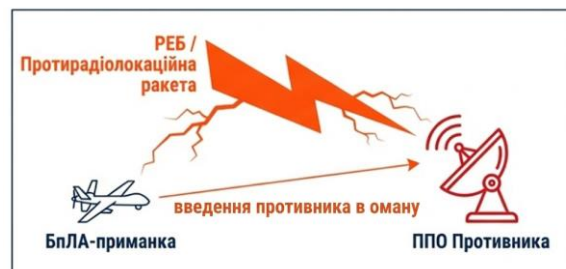 РЕБ /
Протирадіолокаційна
ракета
введення противника в оману
БпЛА-приманка
ППО Противника